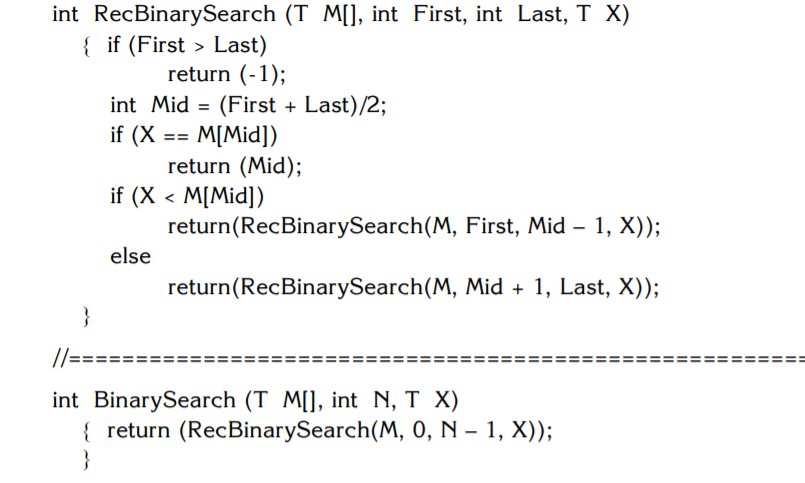 int RecBinarySearch (T M[], int First, int Last, T X)
{ if (First > Last)
return (-1);
int Mid = (First + Last)/2;
if (X == M[Mid])
return (Mid);
if (X < M[Mid])
return(RecBinarySearch(M, First, Mid – 1, X));
else
return(RecBinarySearch(M, Mid + 1, Last, X));
}
//=======================================================
int BinarySearch (T M[], int N, T X)
{ return (RecBinarySearch(M, 0, N – 1, X));
}